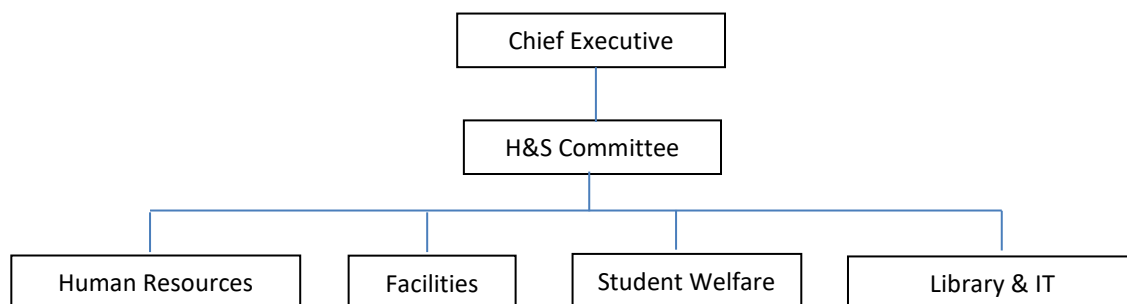 Chief Executive
H&S Committee
Human Resources
Facilities
Student Welfare
Library & IT